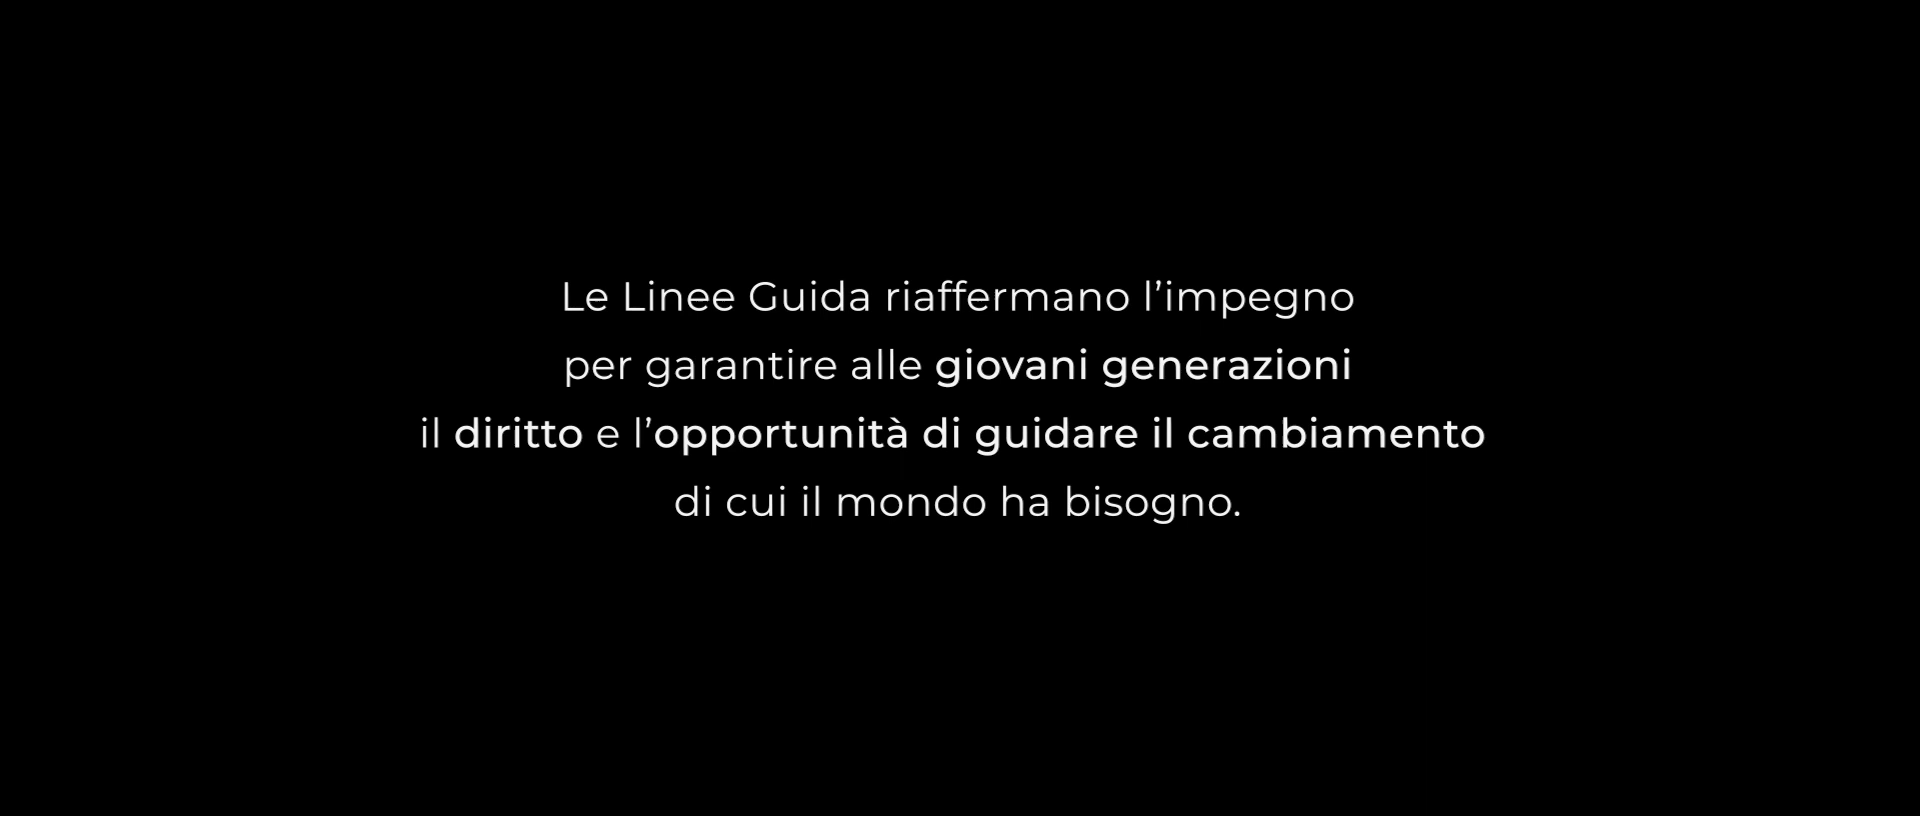 Le Linee Guida riaffermano l’impegno
per garantire alle giovani generazioni
il diritto e l’opportunità di guidare il cambiamento
di cui il mondo ha bisogno.